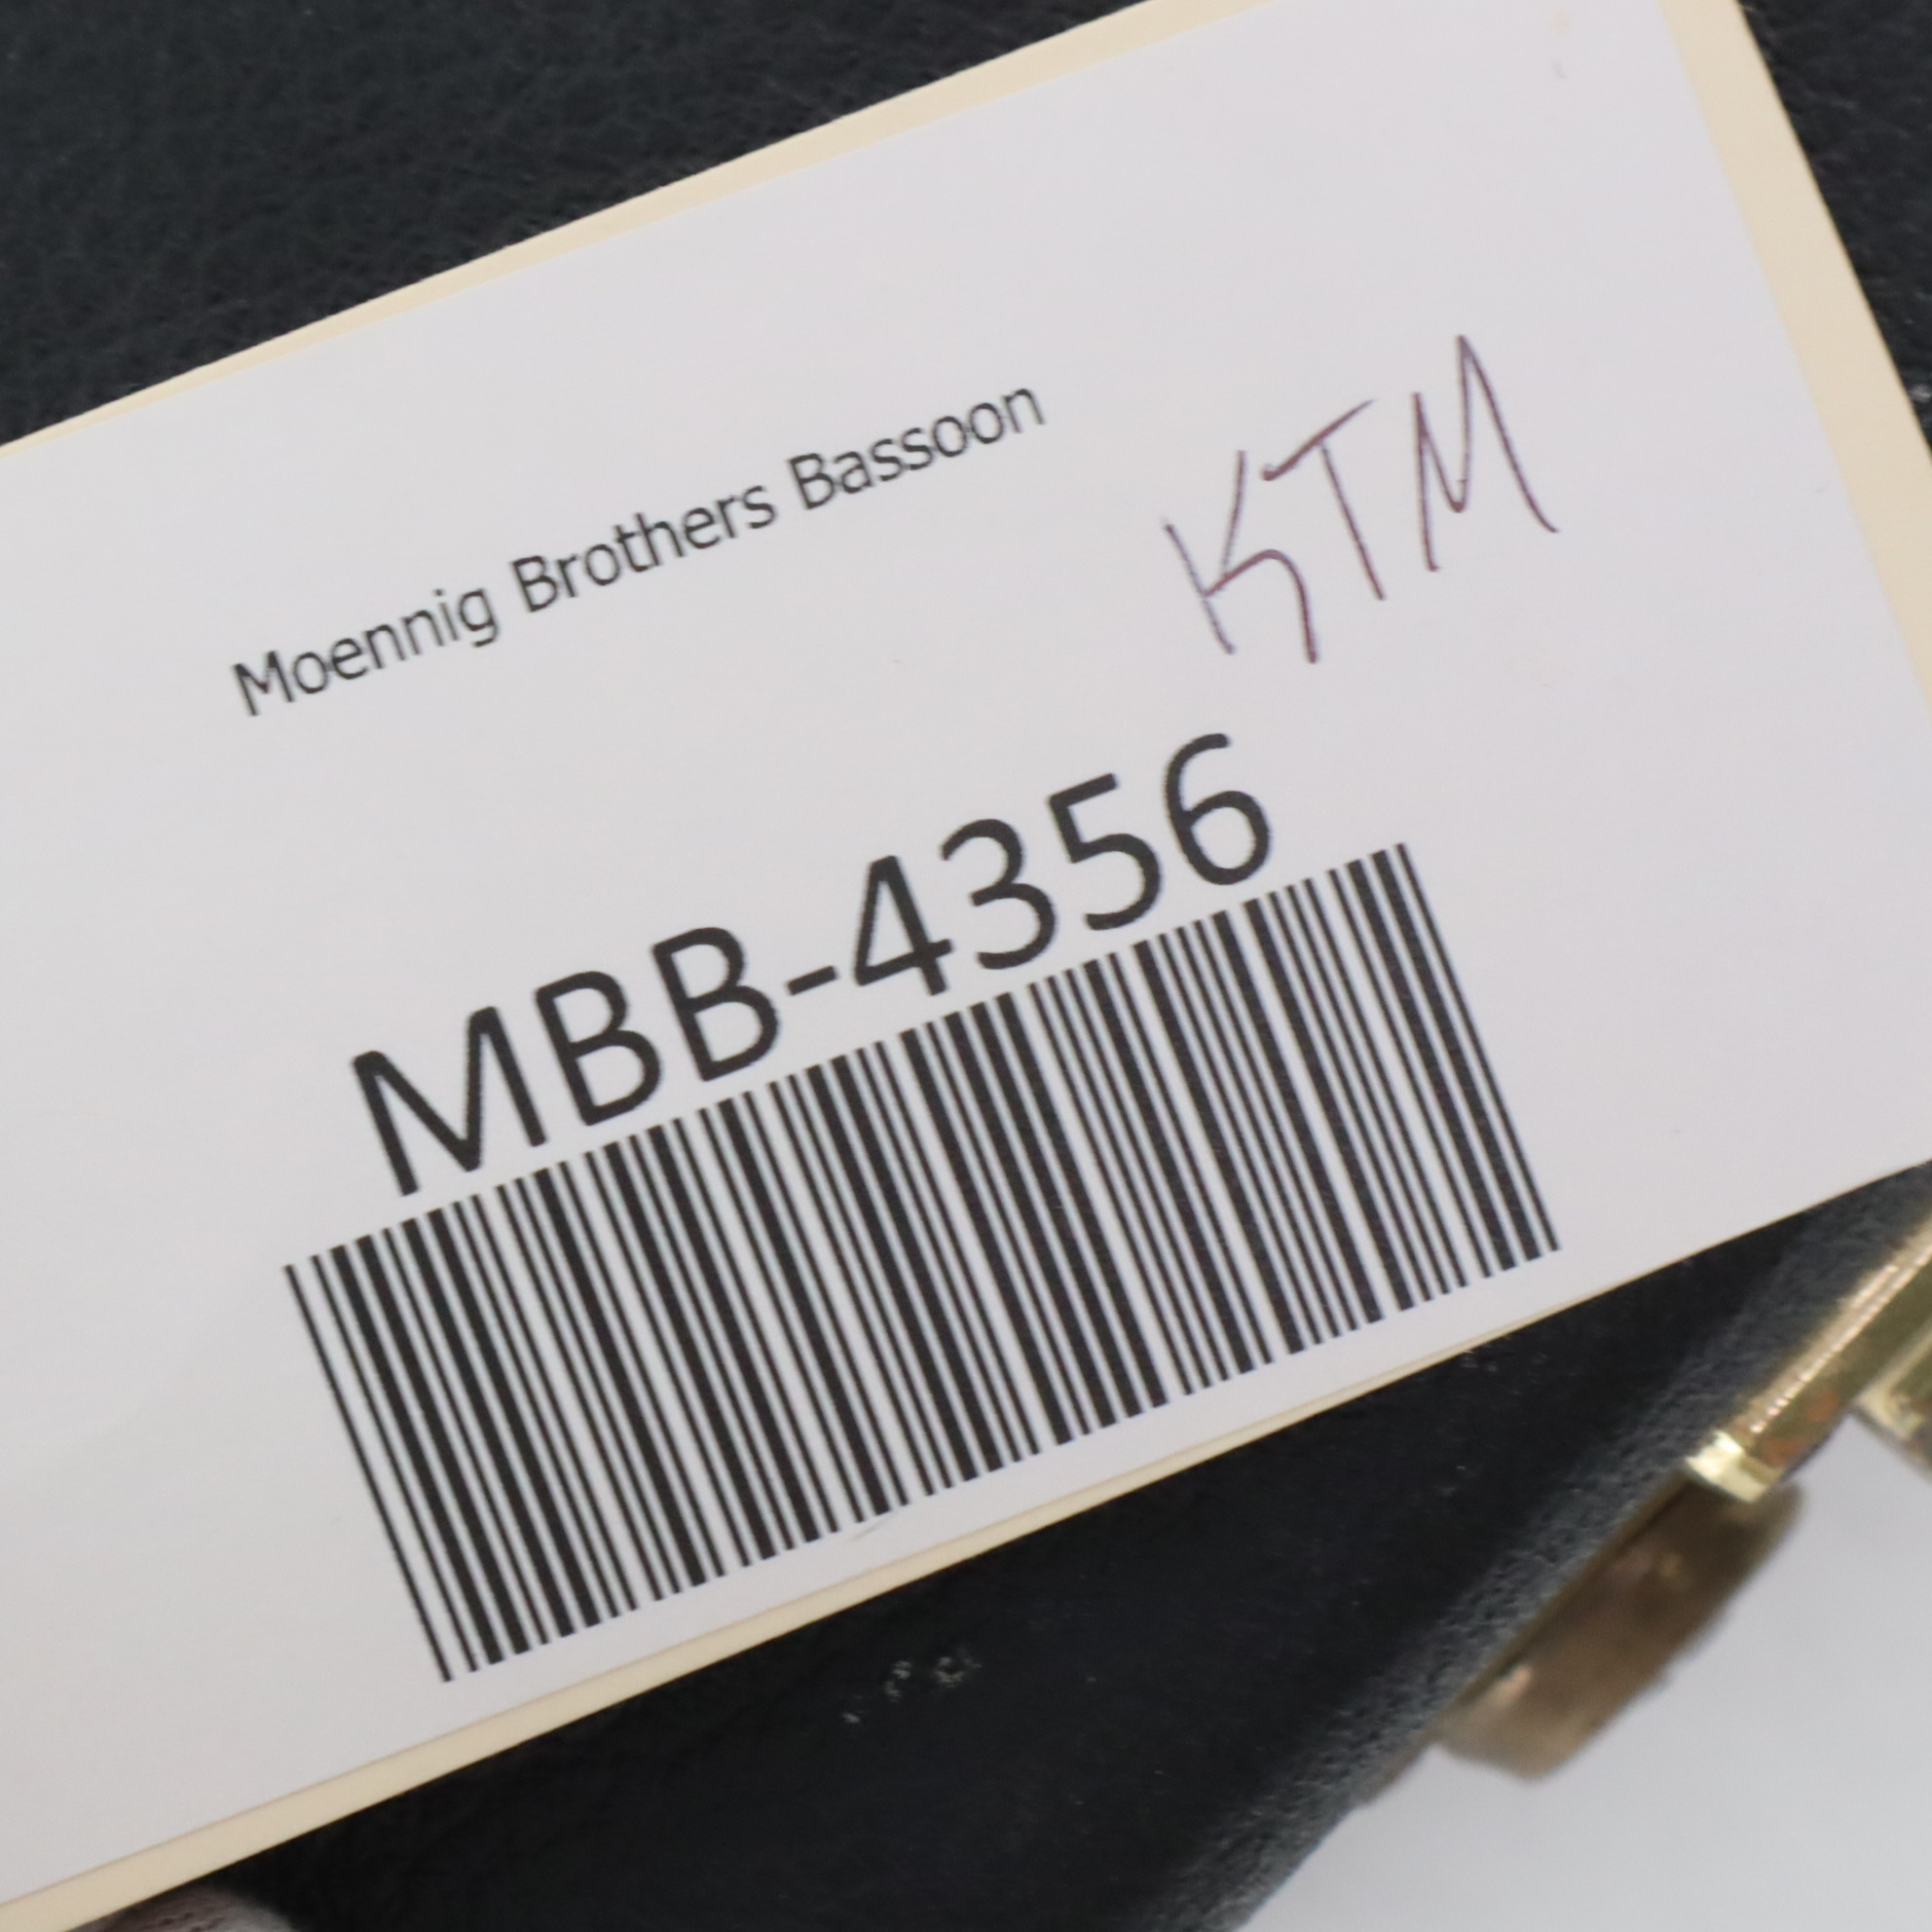 Moennig Brothers Bassoon
KTM
MBB-4356